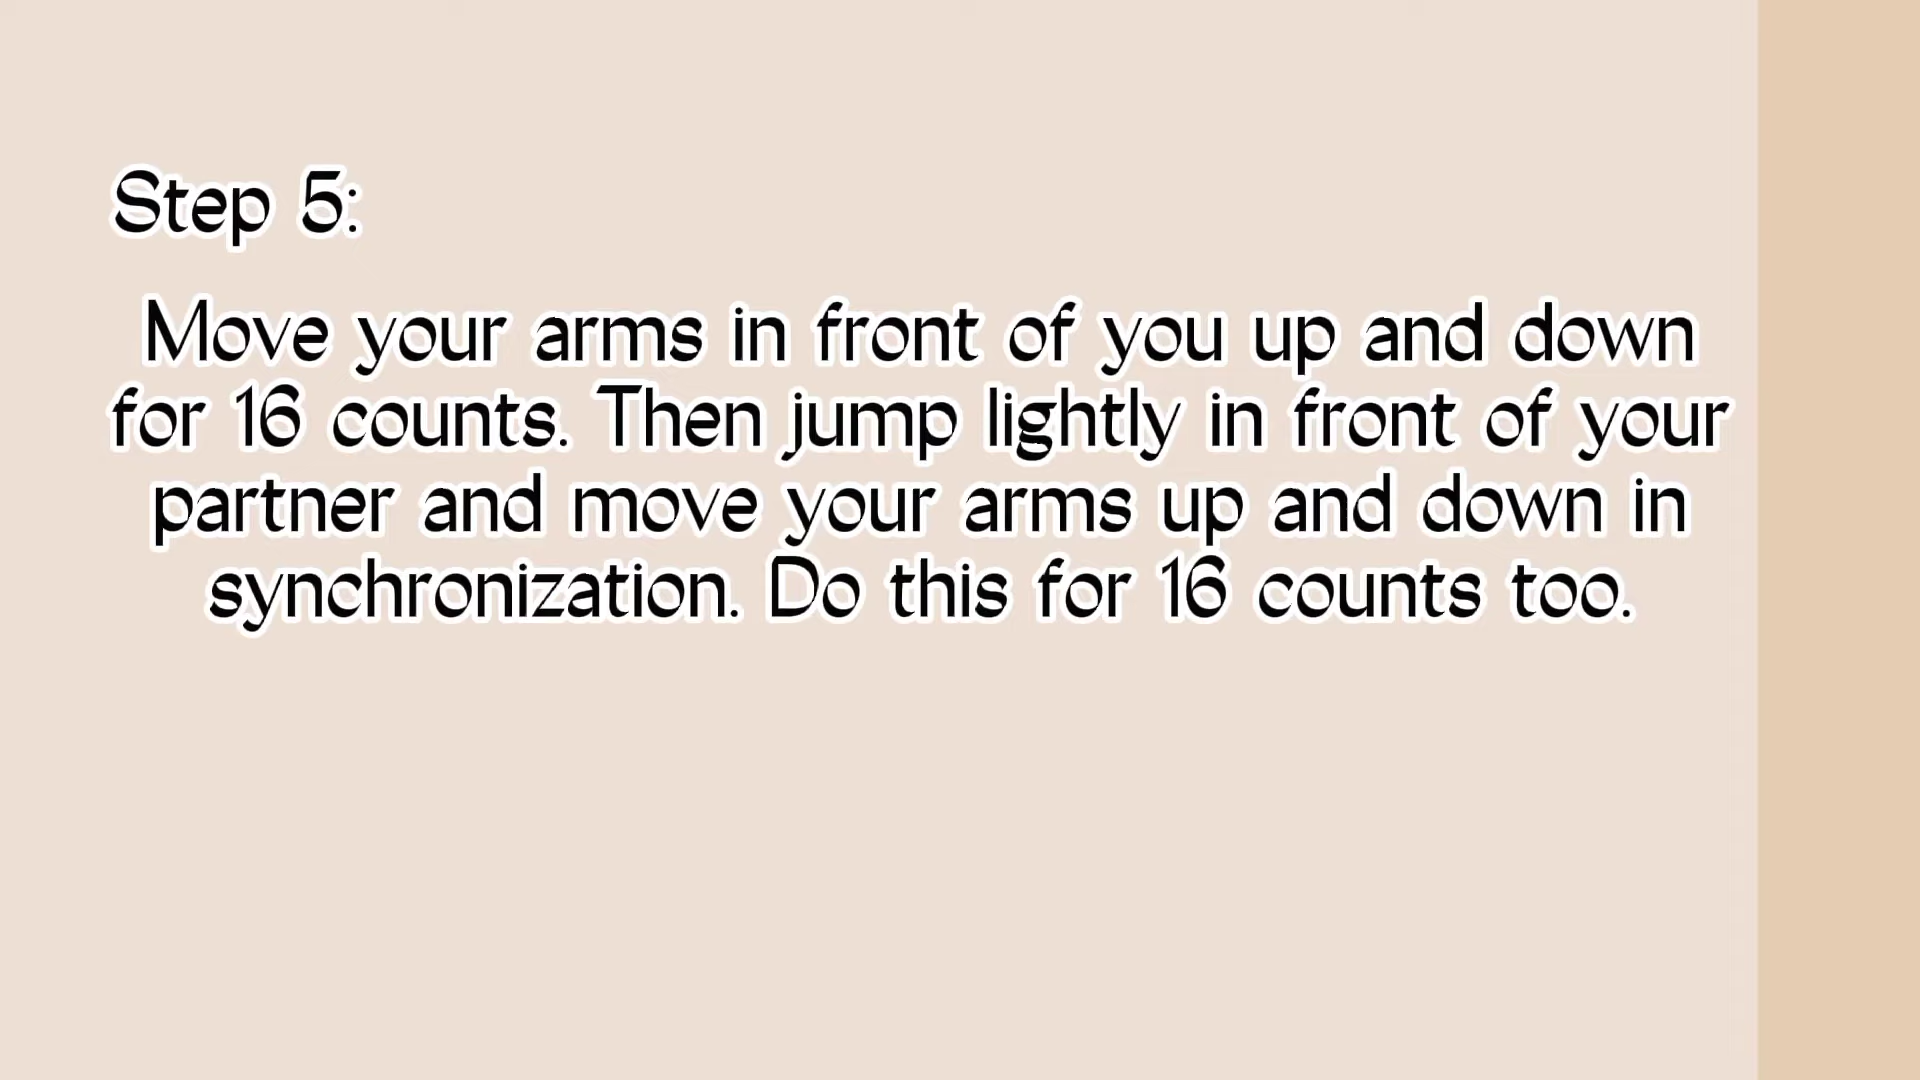 Step 5:
Move your arms in front of you up and down
for 16 counts. Then jump lightly in front of your
partner and move your arms up and down in
synchronization. Do this for 16 counts too.